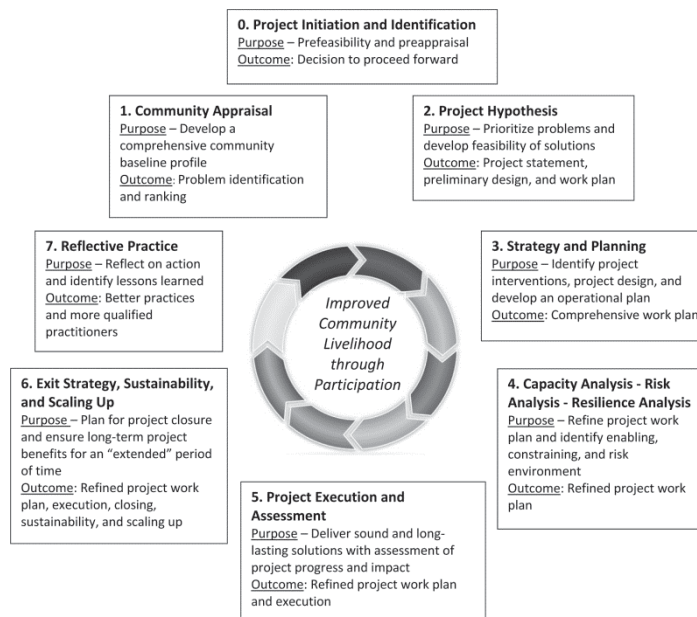 0. Project Initiation and Identification
Purpose – Prefeasibility and preappraisal
Outcome: Decision to proceed forward
1. Community Appraisal
Purpose – Develop a
comprehensive community
baseline profile
Outcome: Problem identification
and ranking
2. Project Hypothesis
Purpose – Prioritize problems and
develop feasibility of solutions
Outcome: Project statement,
preliminary design, and work plan
7. Reflective Practice
Purpose – Reflect on action
and identify lessons learned
Outcome: Better practices
and more qualified
practitioners
3. Strategy and Planning
Purpose – Identify project
interventions, project design, and
develop an operational plan
Outcome: Comprehensive work plan
Improved
Community
Livelihood
through
Participation
6. Exit Strategy, Sustainability,
and Scaling Up
Purpose – Plan for project closure
and ensure long-term project
benefits for an “extended” period
of time
Outcome: Refined project work
plan, execution, closing,
sustainability, and scaling up
4. Capacity Analysis - Risk
Analysis - Resilience Analysis
Purpose – Refine project work
plan and identify enabling,
constraining, and risk
environment
Outcome: Refined project work
plan
5. Project Execution and
Assessment
Purpose – Deliver sound and long-
lasting solutions with assessment of
project progress and impact
Outcome: Refined project work plan
and execution